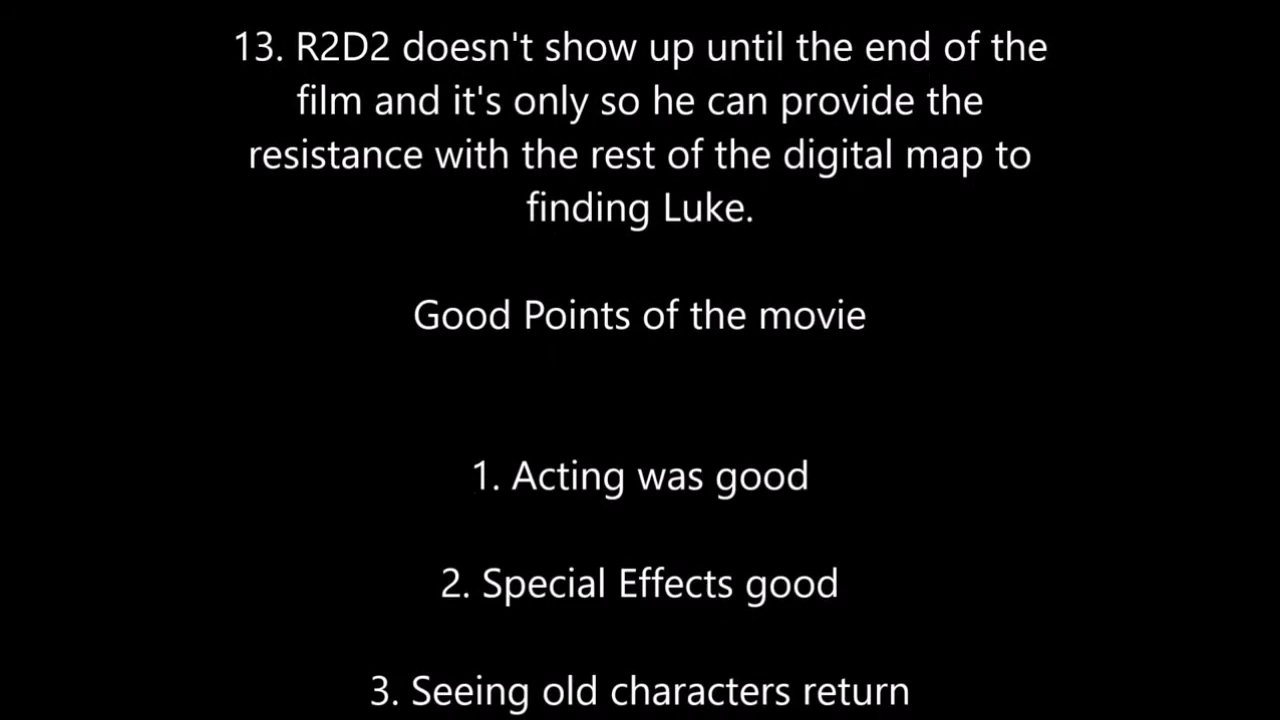 13. R2D2 doesn't show up until the end of the
film and it's only so he can provide the
resistance with the rest of the digital map to
finding Luke.
Good Points of the movie
1. Acting was good
2. Special Effects good
3. Seeing old characters return